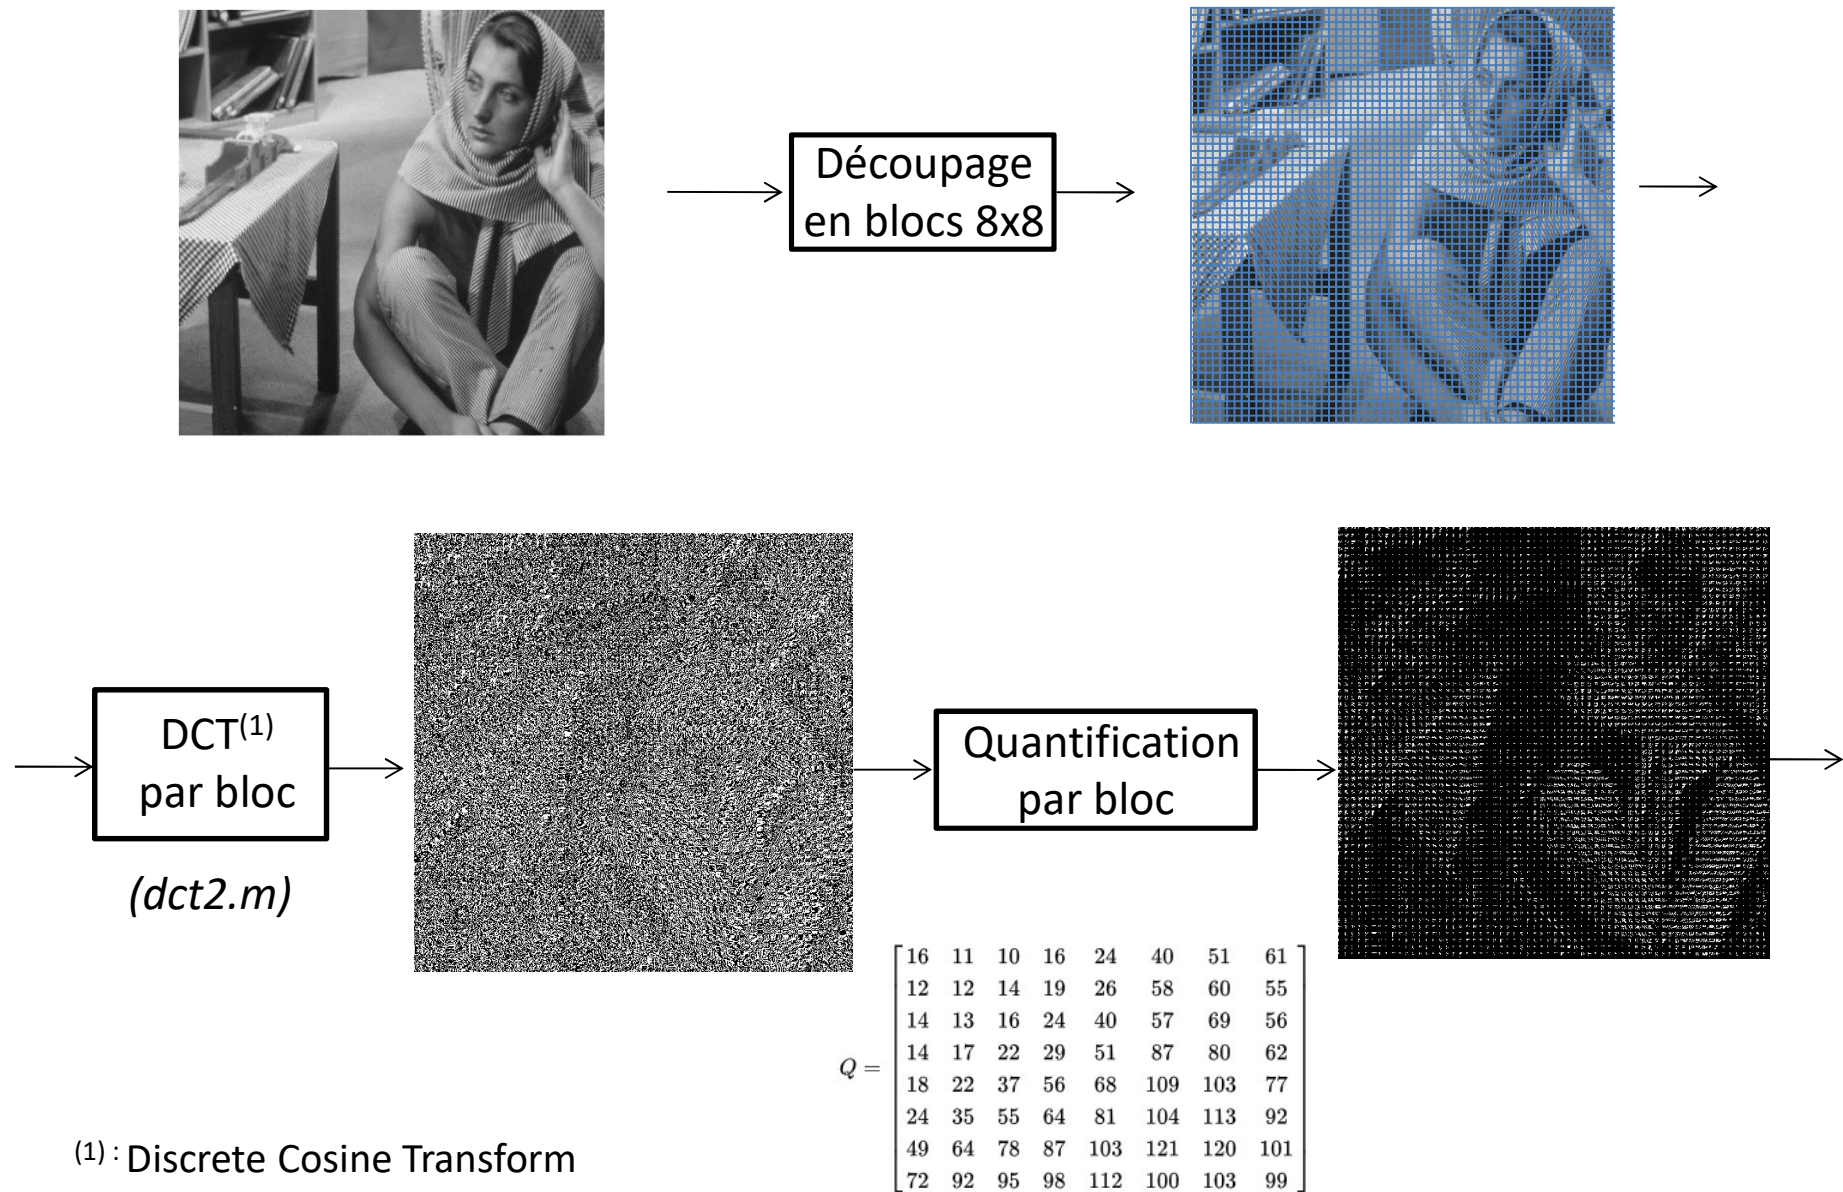 Découpage
en blocs 8x8
DCT(1)
par bloc
(dct2.m)
Quantification
par bloc
Q =
16 11 10 16 24 40 51 61
12 12 14 19 26 58 60 55
14 13 16 24 40 57 69 56
14 17 22 29 51 87 80 62
18 22 37 56 68 109 103 77
24 35 55 64 81 104 113 92
49 64 78 87 103 121 120 101
72 92 95 98 112 100 103 99
(1) : Discrete Cosine Transform